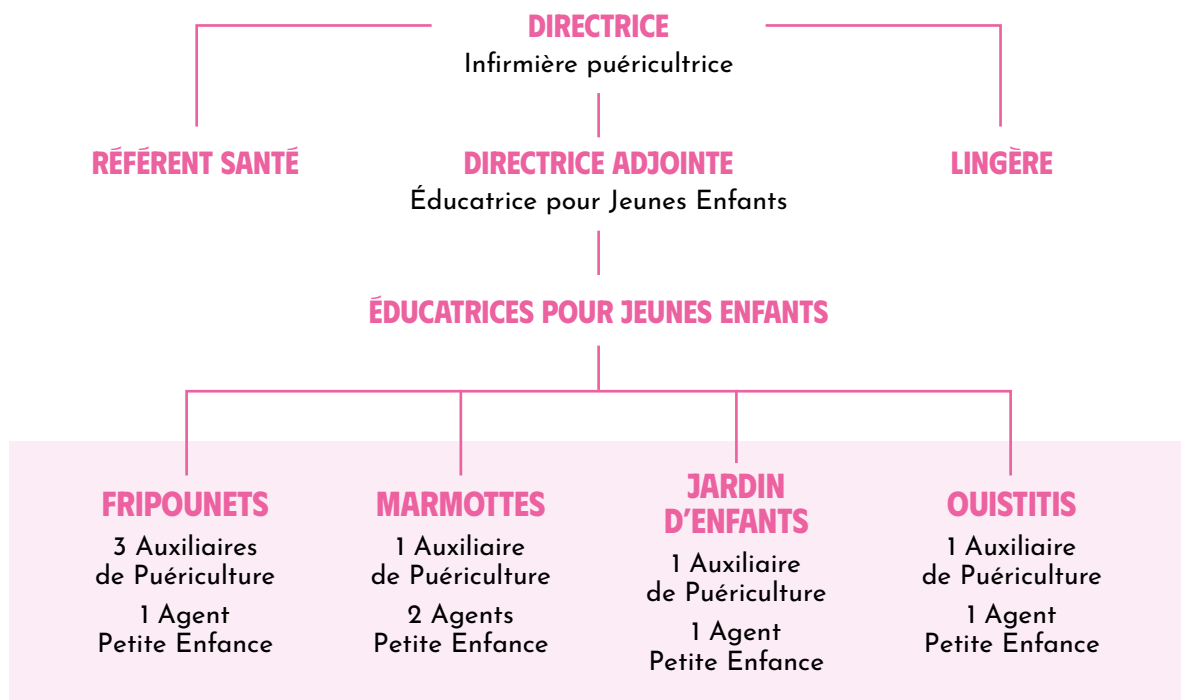 DIRECTRICE
Infirmière puéricultrice
RÉFÉRENT SANTÉ
DIRECTRICE ADJOINTE
Éducatrice pour Jeunes Enfants
LINGÈRE
ÉDUCATRICES POUR JEUNES ENFANTS
FRIPOUNETS
3 Auxiliaires
de Puériculture
1 Agent
Petite Enfance
MARMOTTES
1 Auxiliaire
de Puériculture
2 Agents
Petite Enfance
JARDIN
D'ENFANTS
1 Auxiliaire
de Puériculture
1 Agent
Petite Enfance
OUISTITIS
1 Auxiliaire
de Puériculture
1 Agent
Petite Enfance